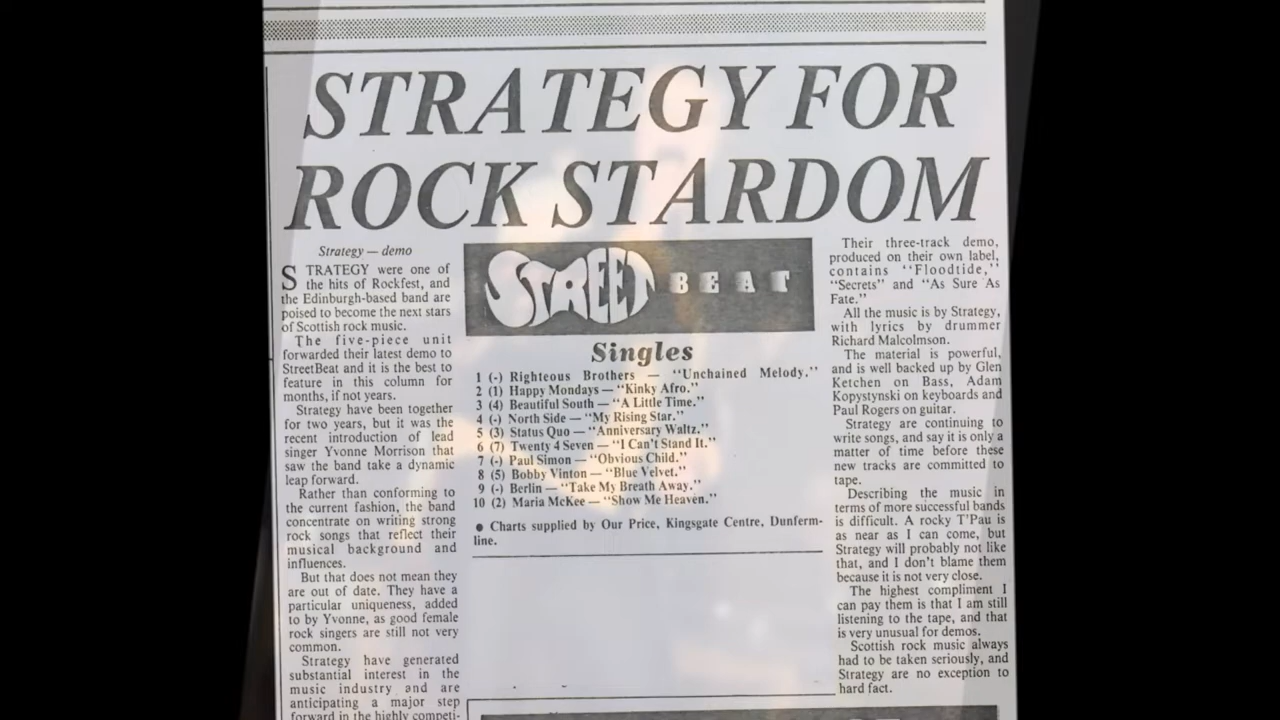 STRATEGY FOR
ROCK STARDOM
Strategy — demo
STRATEGY were one of
the hits of Rockfest, and
the Edinburgh-based band are
poised to become the next stars
of Scottish rock music.
The five-piece unit
forwarded their latest demo to
StreetBeat and it is the best to
feature in this column for
months, if not years.
Strategy have been together
for two years, but it was the
recent introduction of lead
singer Yvonne Morrison that
saw the band take a dynamic
leap forward.
Rather than conforming to
the current fashion, the band
concentrate on writing strong
rock songs that reflect their
musical background and
influences.
But that does not mean they
are out of date. They have a
particular uniqueness, added
to by Yvonne, as good female
rock singers are still not very
common.
Strategy have generated
substantial interest in the
music industry and are
anticipating a major step
forward in the highly competi-
STREET BEAT
Singles
1 (-) Righteous Brothers — "Unchained Melody."
2 (1) Happy Mondays — "Kinky Afro."
3 (4) Beautiful South — "A Little Time."
4 (-) North Side — "My Rising Star."
5 (3) Status Quo — "Anniversary Waltz."
6 (7) Twenty 4 Seven — "I Can't Stand It."
7 (-) Paul Simon — "Obvious Child."
8 (5) Bobby Vinton — "Blue Velvet."
9 (-) Berlin — "Take My Breath Away."
10 (2) Maria McKee — "Show Me Heaven."
● Charts supplied by Our Price, Kingsgate Centre, Dunferm-
line.
Their three-track demo,
produced on their own label,
contains "Floodtide,"
"Secrets" and "As Sure As
Fate."
All the music is by Strategy,
with lyrics by drummer
Richard Malcolmson.
The material is powerful,
and is well backed up by Glen
Ketchen on Bass, Adam
Kopystynski on keyboards and
Paul Rogers on guitar.
Strategy are continuing to
write songs, and say it is only a
matter of time before these
new tracks are committed to
tape.
Describing the music in
terms of more successful bands
is difficult. A rocky T'Pau is
as near as I can come, but
Strategy will probably not like
that, and I don't blame them
because it is not very close.
The highest compliment I
can pay them is that I am still
listening to the tape, and that
is very unusual for demos.
Scottish rock music always
had to be taken seriously, and
Strategy are no exception to
hard fact.